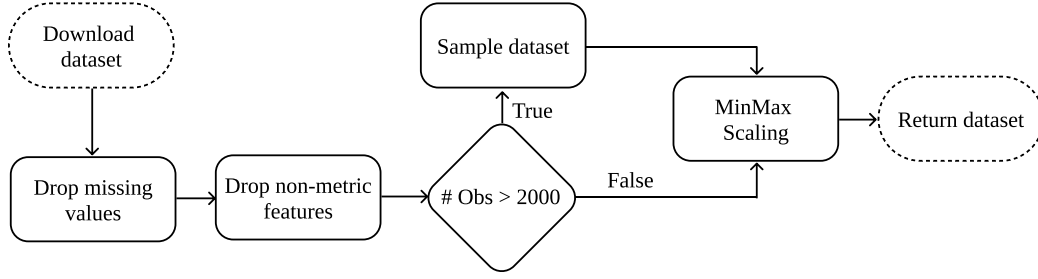 Download
dataset
Drop missing
values
Drop non-metric
features
# Obs > 2000
True
Sample dataset
False
MinMax
Scaling
Return dataset